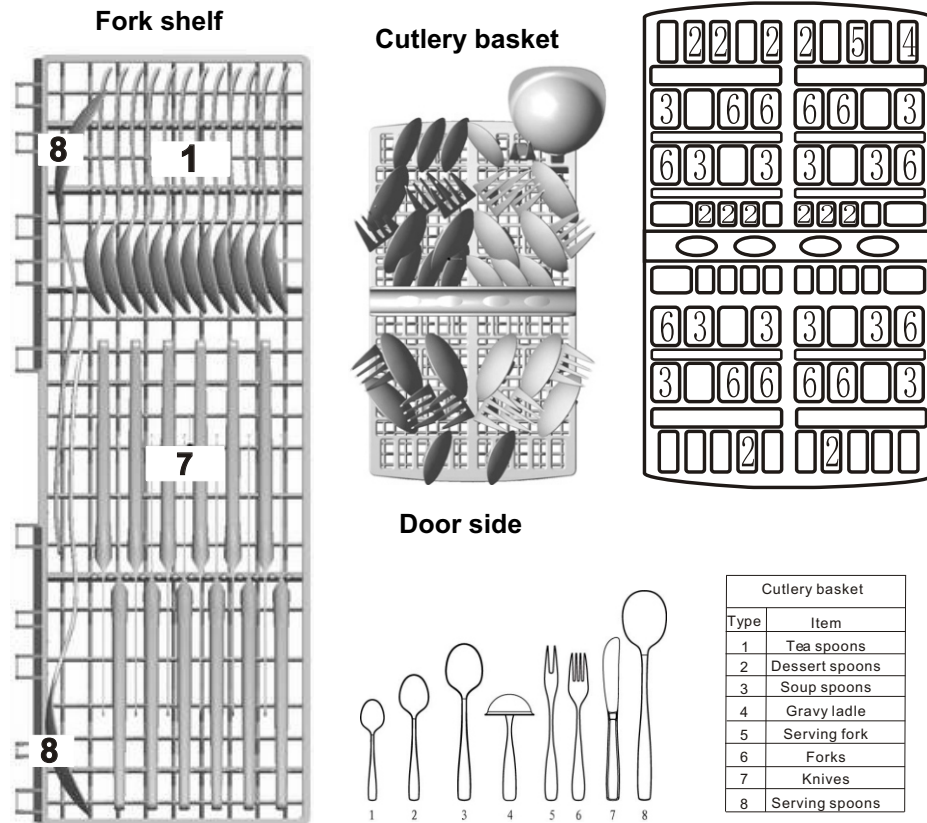 Fork shelf
Cutlery basket
8
1
7
8
2 2 2 2 5 4
3 6 6 6 6 3
6 3 3 3 3 6
2 2 2 2 2 2
6 3 3 3 3 6
3 6 6 6 6 3
2 2
Door side
1 2 3 4 5 6 7 8
Cutlery basket
Type Item
1 Tea spoons
2 Dessert spoons
3 Soup spoons
4 Gravy ladle
5 Serving fork
6 Forks
7 Knives
8 Serving spoons